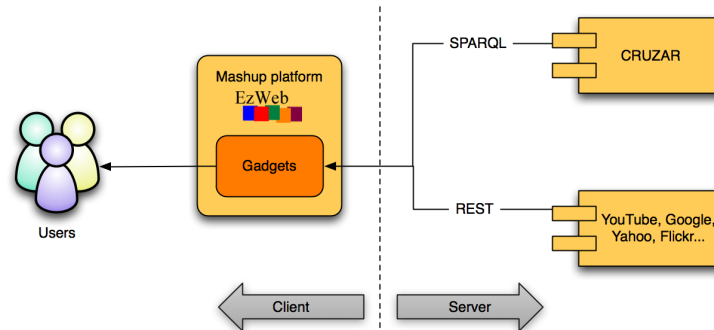 SPARQL
CRUZAR
Mashup platform
EzWeb
Gadgets
Users
REST
YouTube, Google,
Yahoo, Flickr...
Client
Server